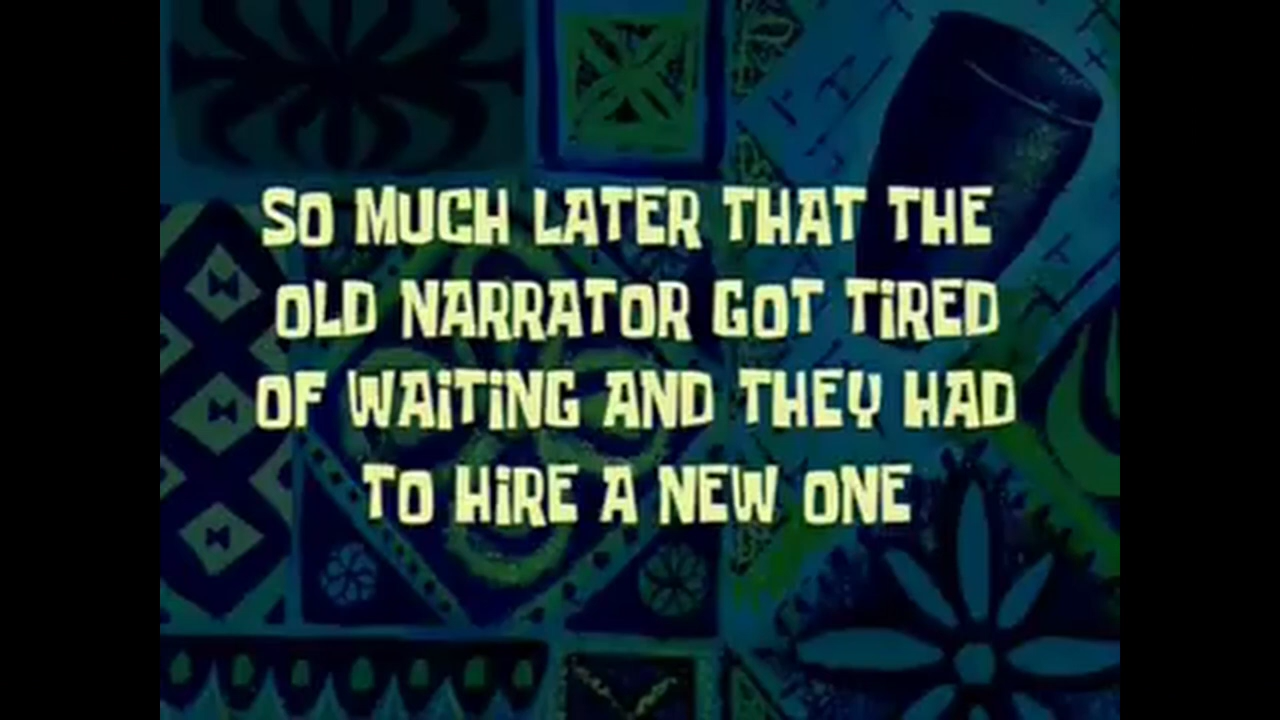 SO MUCH LATER THAT THE
OLD NARRATOR GOT TiRED
OF WAiTiNG AND THEY HAD
TO HiRE A NEW ONE